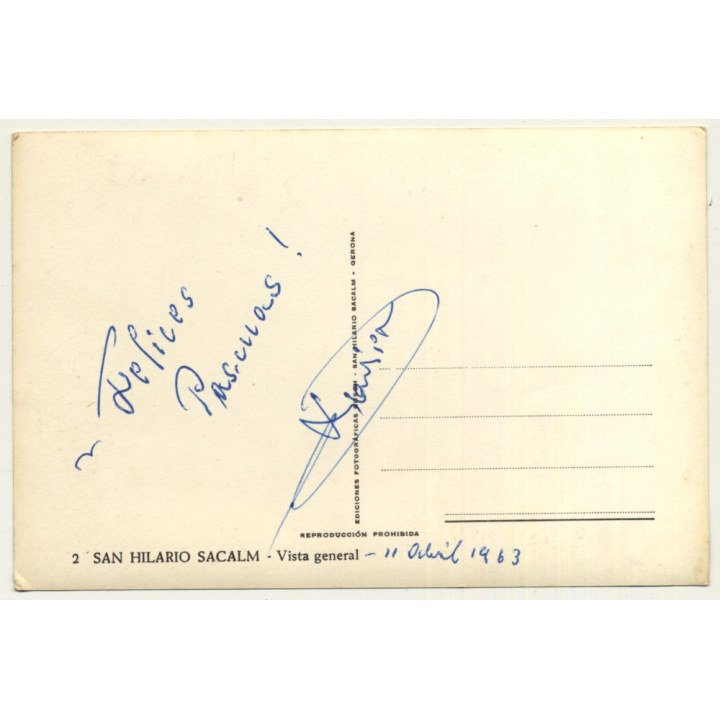 Felices
Pascuas!
EDICIONES FOTOGRÁFICAS - SAN HILARIO SACALM - GERONA
REPRODUCCIÓN PROHIBIDA
2 SAN HILARIO SACALM - Vista general - 11 Abril 1963